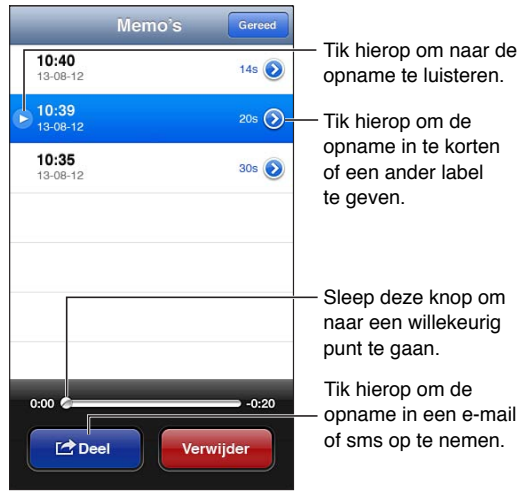 Memo's Gereed
10:40
13-08-12
14s
10:39
13-08-12
20s
10:35
13-08-12
30s
0:00 -0:20
Deel Verwijder
Tik hierop om naar de
opname te luisteren.
Tik hierop om de
opname in te korten
of een ander label
te geven.
Sleep deze knop om
naar een willekeurig
punt te gaan.
Tik hierop om de
opname in een e-mail
of sms op te nemen.